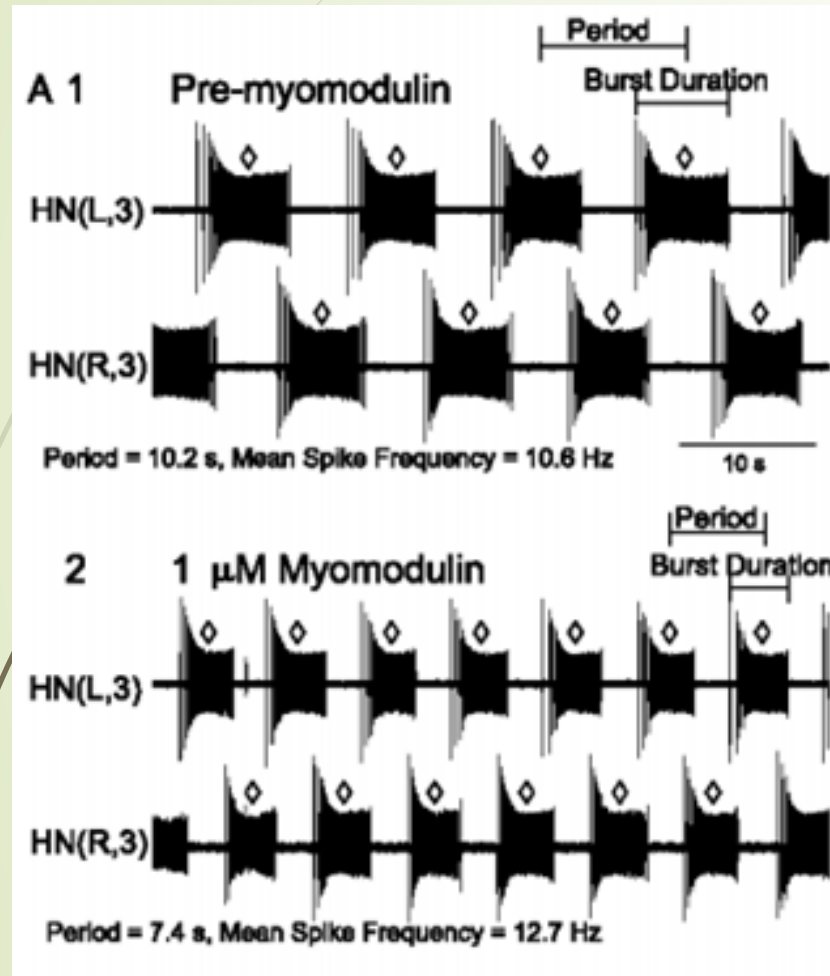 Period
A 1 Pre-myomodulin
Burst Duration
HN(L,3)
HN(R,3)
Period = 10.2 s, Mean Spike Frequency = 10.6 Hz
10 s
Period
2 1 μM Myomodulin
Burst Duration
HN(L,3)
HN(R,3)
Period = 7.4 s, Mean Spike Frequency = 12.7 Hz